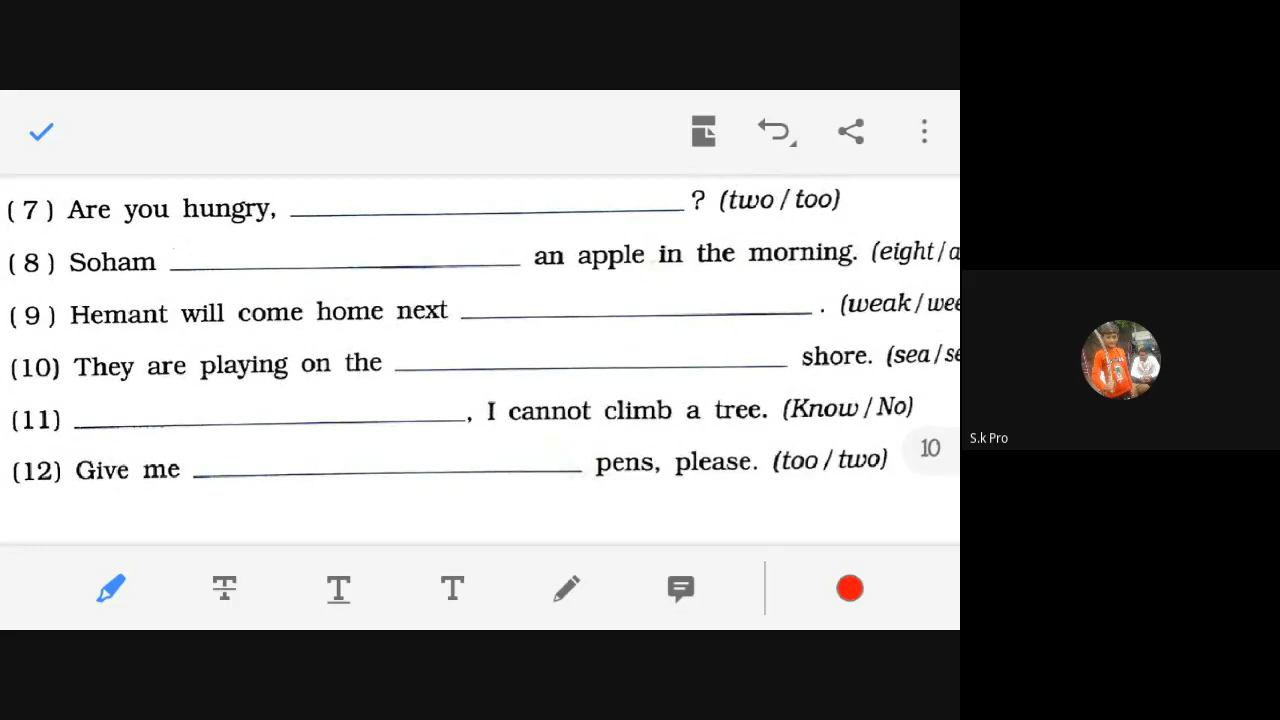 ( 7 ) Are you hungry, ? (two / too)
( 8 ) Soham an apple in the morning. (eight / a
( 9 ) Hemant will come home next . (weak / wee
(10) They are playing on the shore. (sea / se
(11) , I cannot climb a tree. (Know / No)
(12) Give me pens, please. (too / two)
10
S.k Pro